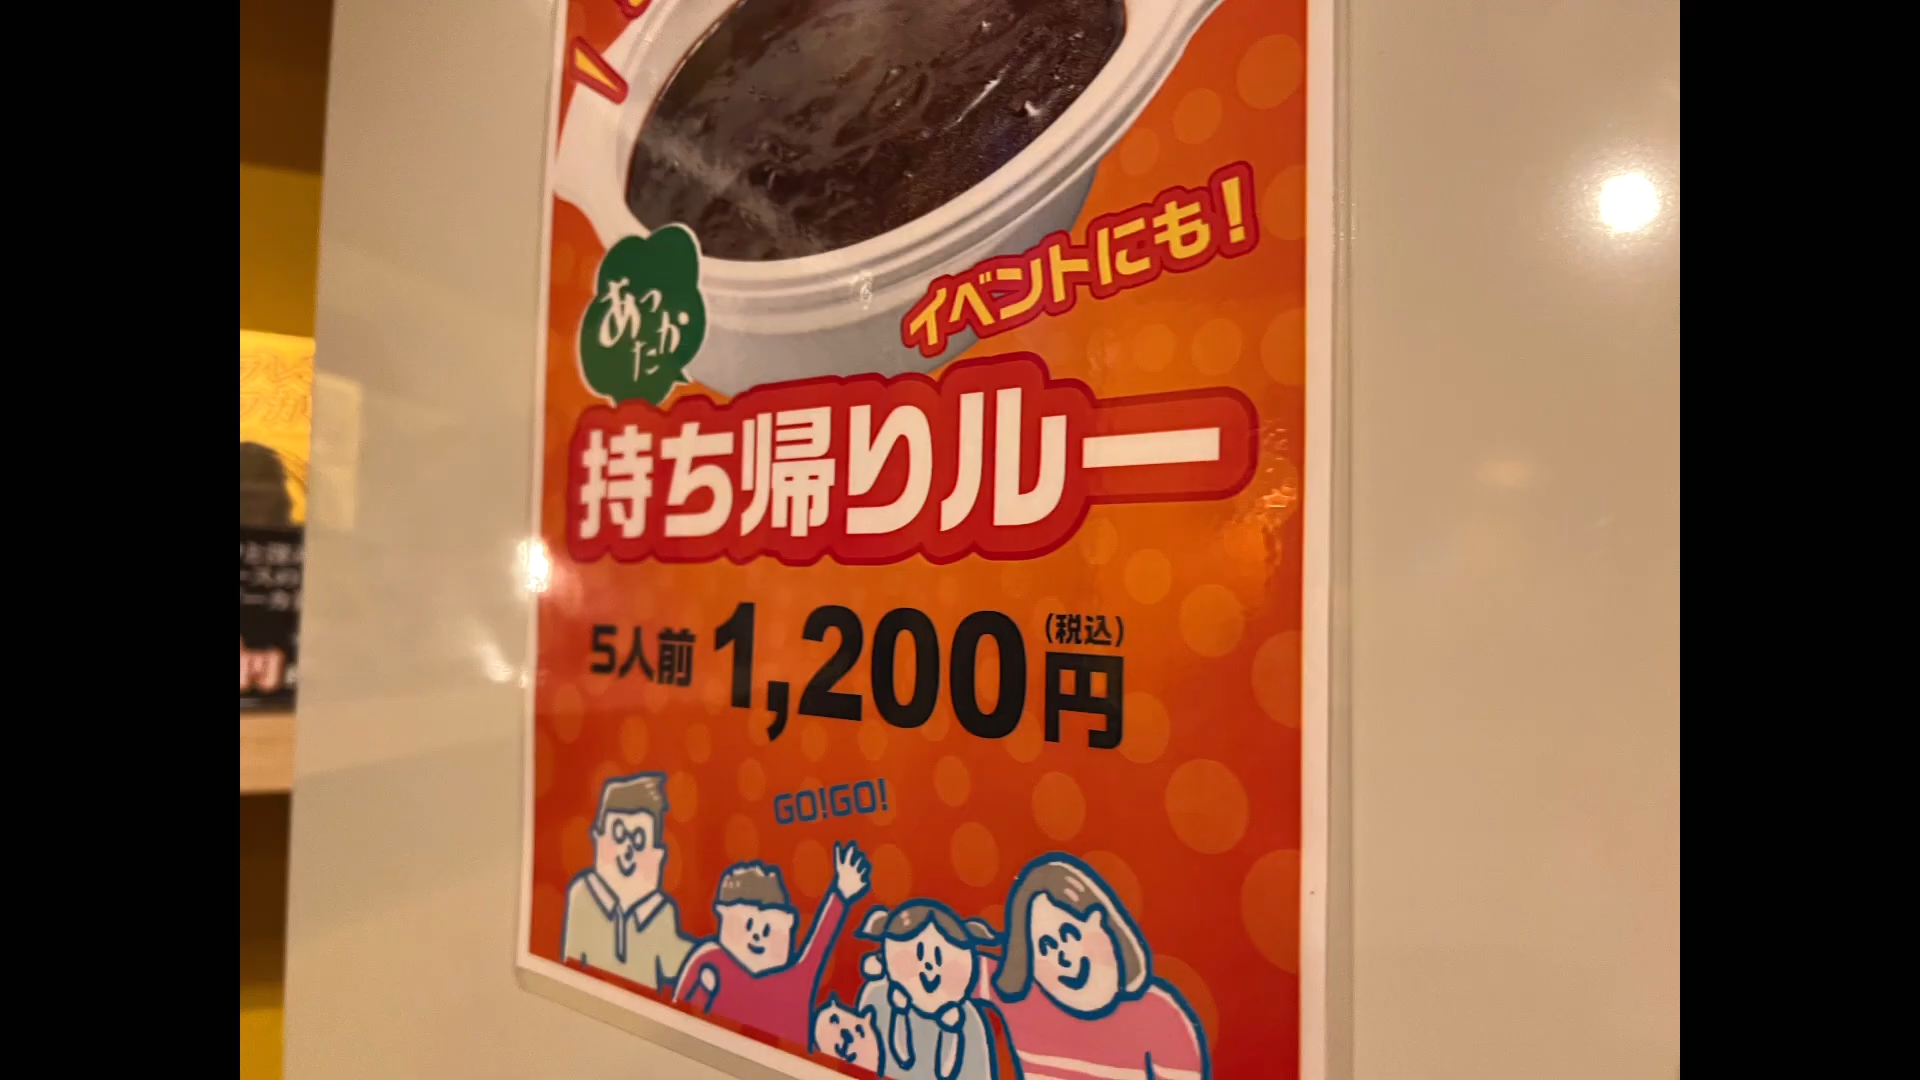 イベントにも!
あったか
持ち帰りルー
5人前 1,200円(税込)
GO!GO!
円